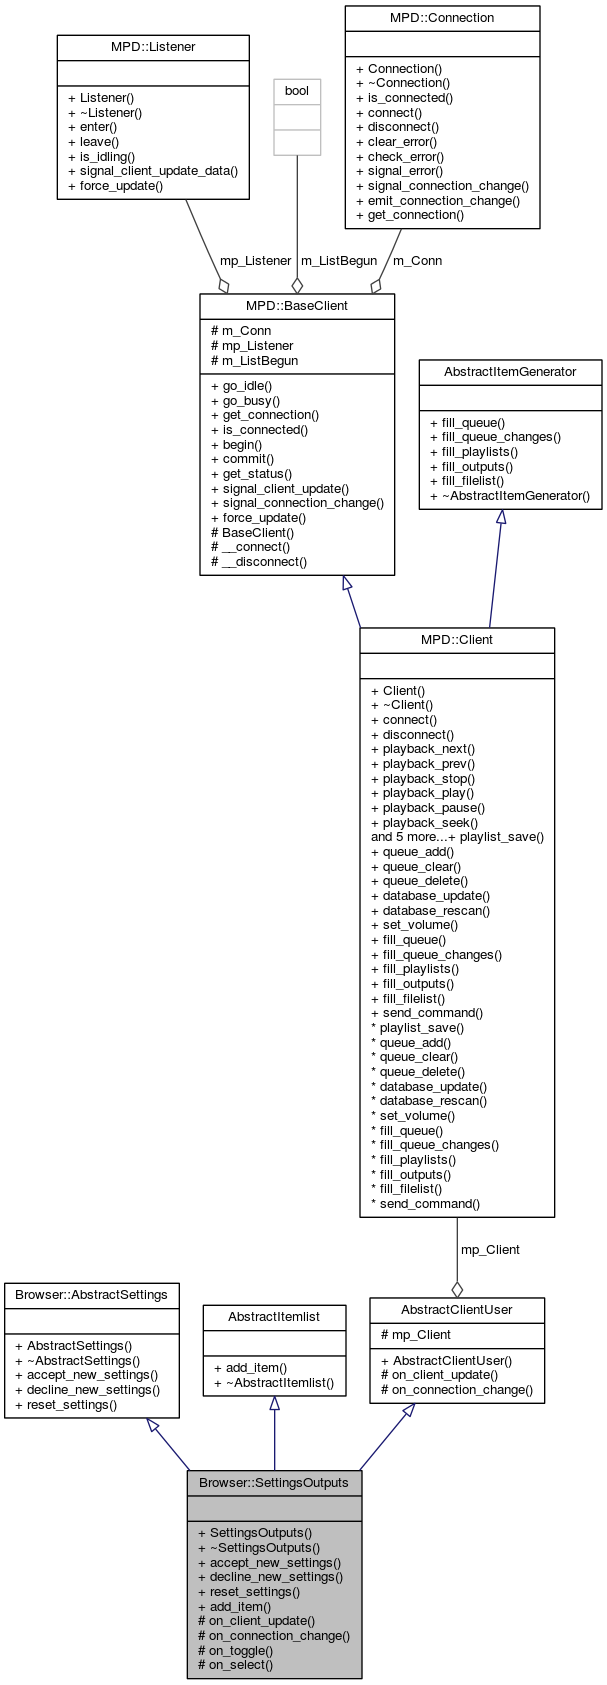 MPD::Listener
+ Listener()
+ ~Listener()
+ enter()
+ leave()
+ is_idling()
+ signal_client_update_data()
+ force_update()
bool
MPD::Connection
+ Connection()
+ ~Connection()
+ is_connected()
+ connect()
+ disconnect()
+ clear_error()
+ check_error()
+ signal_error()
+ signal_connection_change()
+ emit_connection_change()
+ get_connection()
mp_Listener
m_ListBegun
m_Conn
MPD::BaseClient
# m_Conn
# mp_Listener
# m_ListBegun
+ go_idle()
+ go_busy()
+ get_connection()
+ is_connected()
+ begin()
+ commit()
+ get_status()
+ signal_client_update()
+ signal_connection_change()
+ force_update()
# BaseClient()
# __connect()
# __disconnect()
AbstractItemGenerator
+ fill_queue()
+ fill_queue_changes()
+ fill_playlists()
+ fill_outputs()
+ fill_filelist()
+ ~AbstractItemGenerator()
MPD::Client
+ Client()
+ ~Client()
+ connect()
+ disconnect()
+ playback_next()
+ playback_prev()
+ playback_stop()
+ playback_play()
+ playback_pause()
+ playback_seek()
and 5 more...+ playlist_save()
+ queue_add()
+ queue_clear()
+ queue_delete()
+ database_update()
+ database_rescan()
+ set_volume()
+ fill_queue()
+ fill_queue_changes()
+ fill_playlists()
+ fill_outputs()
+ fill_filelist()
+ send_command()
* playlist_save()
* queue_add()
* queue_clear()
* queue_delete()
* database_update()
* database_rescan()
* set_volume()
* fill_queue()
* fill_queue_changes()
* fill_playlists()
* fill_outputs()
* fill_filelist()
* send_command()
mp_Client
Browser::AbstractSettings
+ AbstractSettings()
+ ~AbstractSettings()
+ accept_new_settings()
+ decline_new_settings()
+ reset_settings()
AbstractItemlist
+ add_item()
+ ~AbstractItemlist()
AbstractClientUser
# mp_Client
+ AbstractClientUser()
# on_client_update()
# on_connection_change()
Browser::SettingsOutputs
+ SettingsOutputs()
+ ~SettingsOutputs()
+ accept_new_settings()
+ decline_new_settings()
+ reset_settings()
+ add_item()
# on_client_update()
# on_connection_change()
# on_toggle()
# on_select()